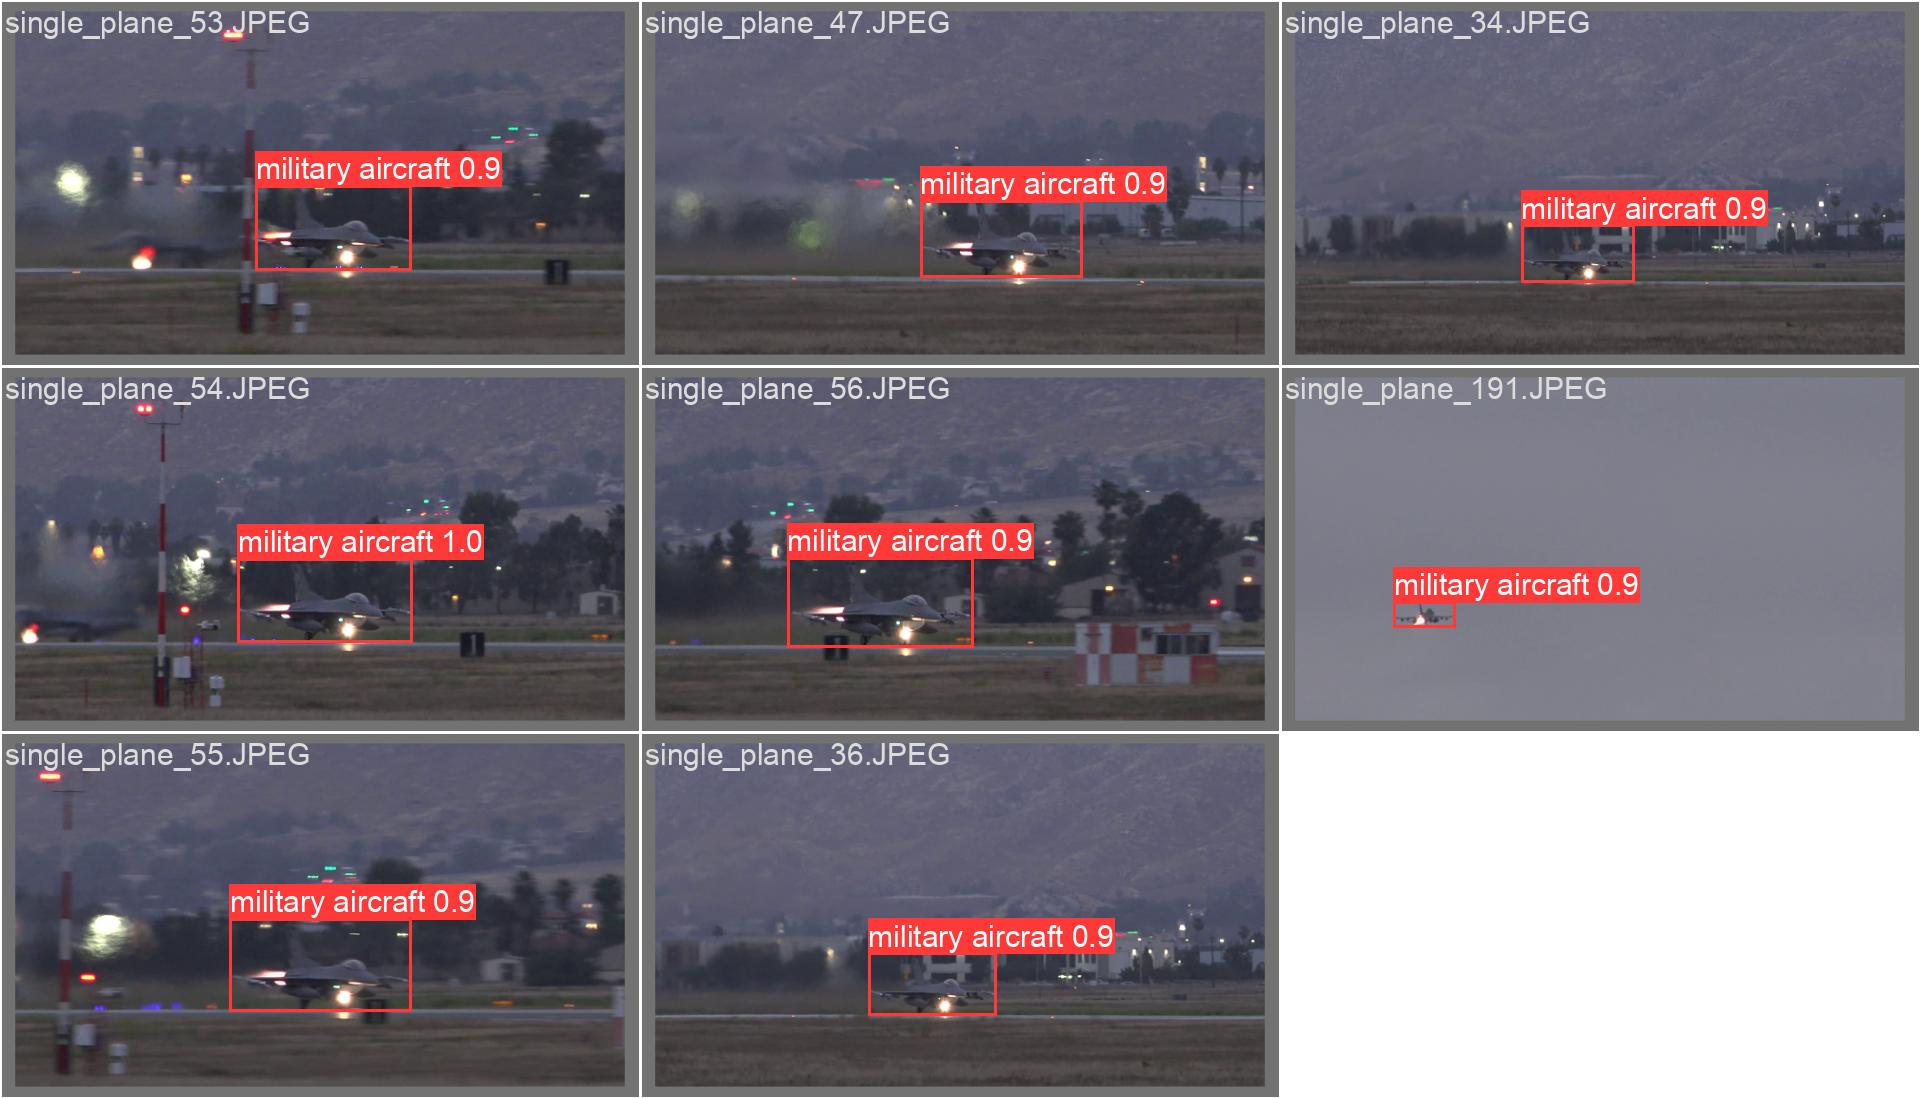 single_plane_53.JPEG
military aircraft 0.9
single_plane_47.JPEG
military aircraft 0.9
single_plane_34.JPEG
military aircraft 0.9
single_plane_54.JPEG
military aircraft 1.0
1
single_plane_56.JPEG
military aircraft 0.9
single_plane_191.JPEG
military aircraft 0.9
single_plane_55.JPEG
military aircraft 0.9
single_plane_36.JPEG
military aircraft 0.9